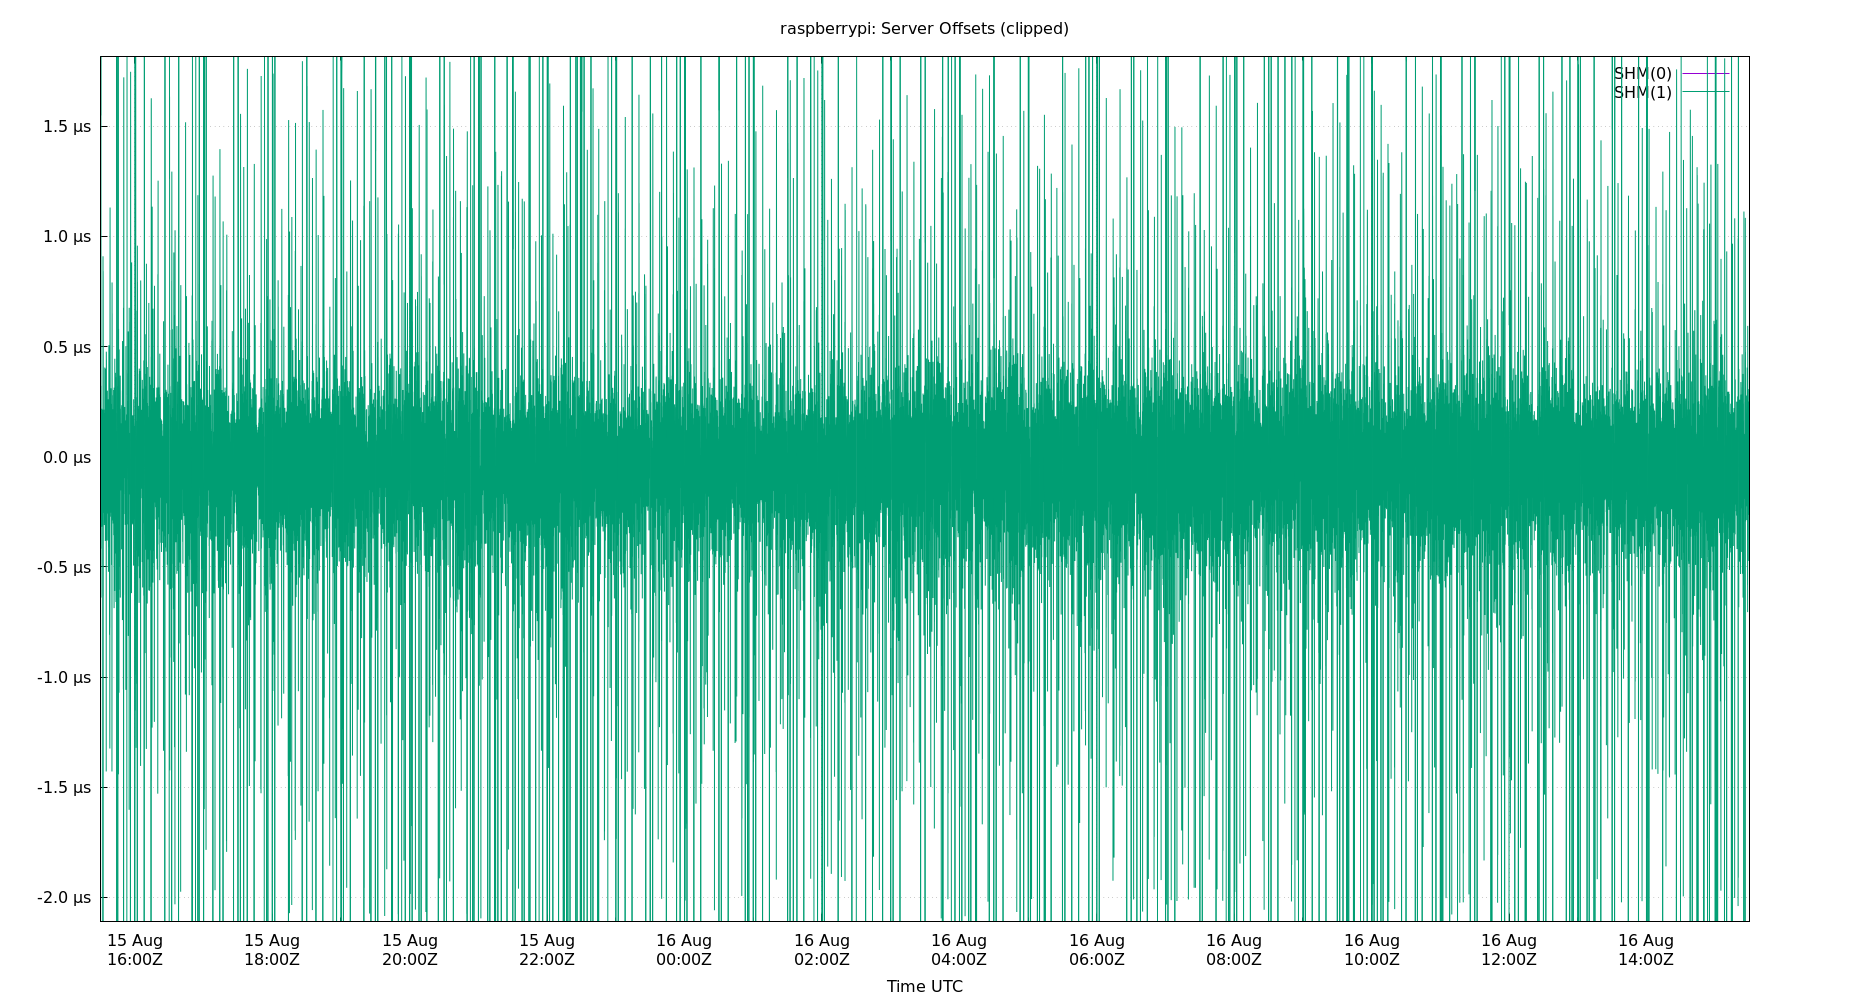 raspberrypi: Server Offsets (clipped)
SHM(0)
SHM(1)
1.5 µs
1.0 µs
0.5 µs
0.0 µs
-0.5 µs
-1.0 µs
-1.5 µs
-2.0 µs
15 Aug 15 Aug 15 Aug 15 Aug 16 Aug 16 Aug 16 Aug 16 Aug 16 Aug 16 Aug 16 Aug 16 Aug
16:00Z 18:00Z 20:00Z 22:00Z 00:00Z 02:00Z 04:00Z 06:00Z 08:00Z 10:00Z 12:00Z 14:00Z
Time UTC